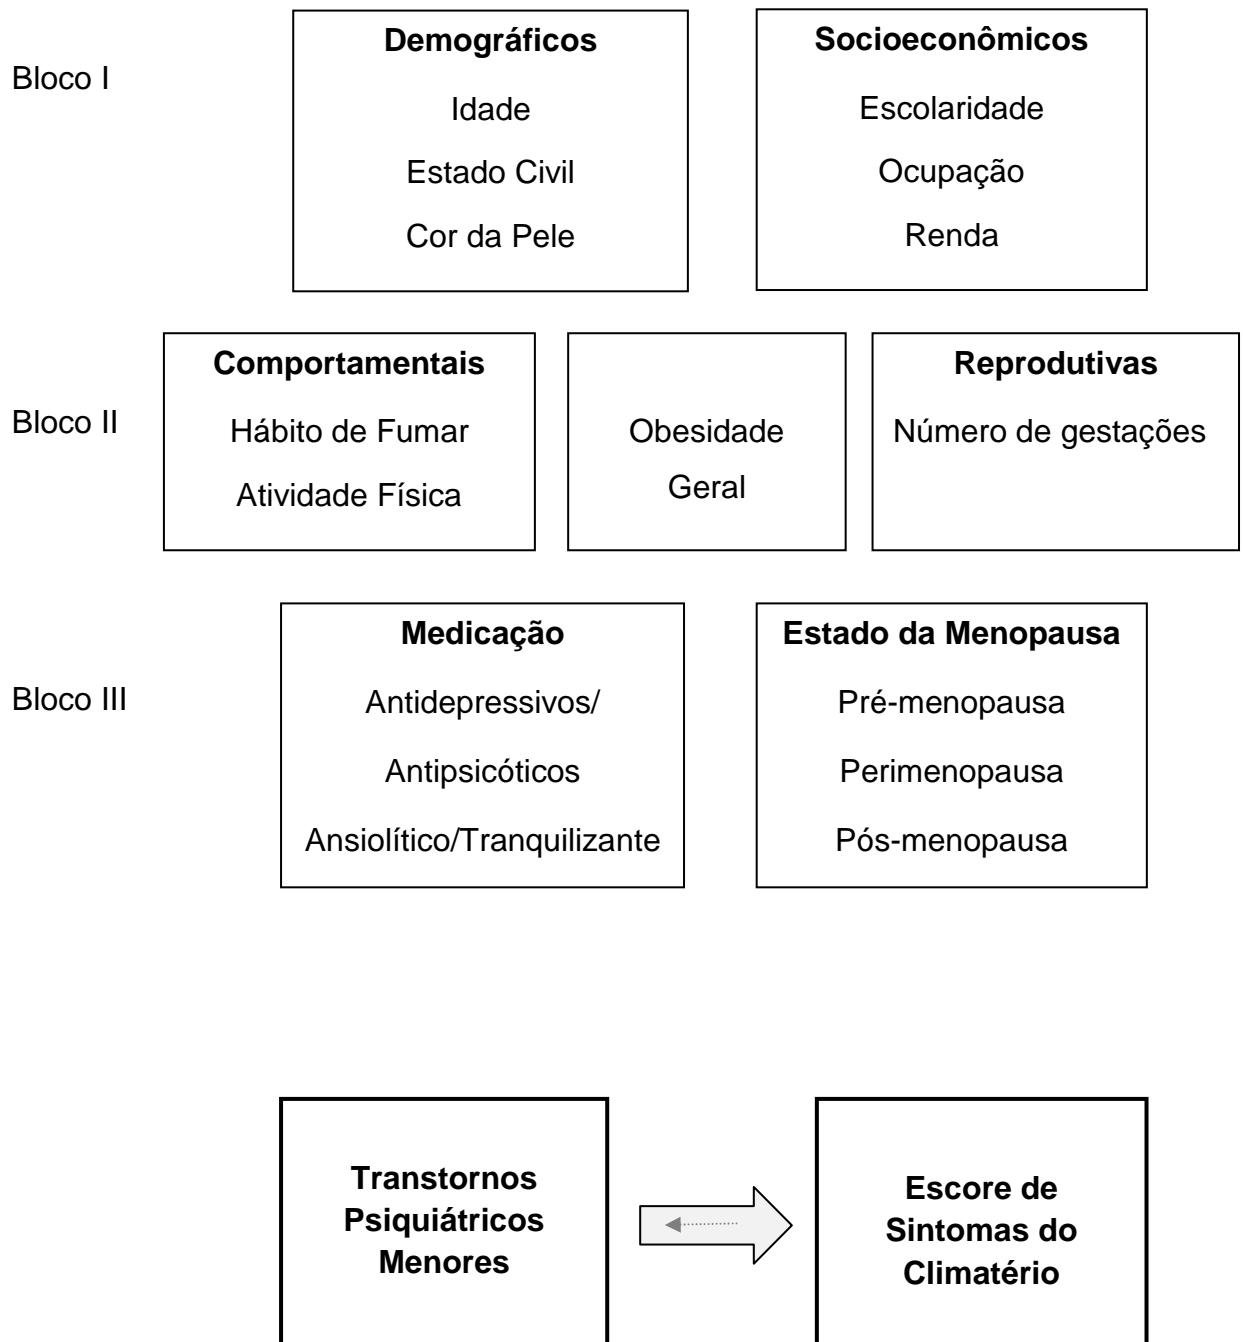 Bloco I
Demográficos
Idade
Estado Civil
Cor da Pele
Socioeconômicos
Escolaridade
Ocupação
Renda
Bloco II
Comportamentais
Hábito de Fumar
Atividade Física
Obesidade
Geral
Reprodutivas
Número de gestações
Bloco III
Medicação
Antidepressivos/
Antipsicóticos
Ansiolítico/Tranquilizante
Estado da Menopausa
Pré-menopausa
Perimenopausa
Pós-menopausa
Transtornos
Psiquiátricos
Menores
Escore de
Sintomas do
Climatério